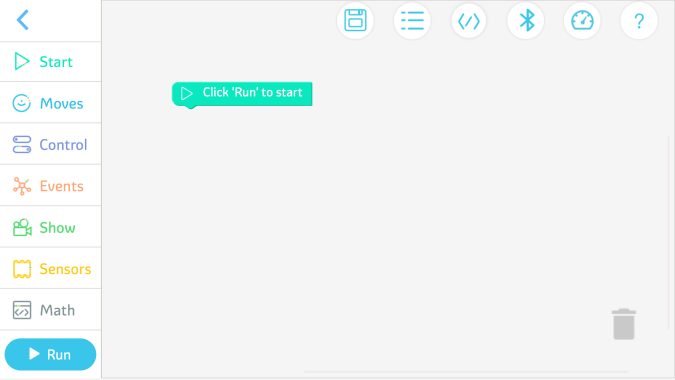 Start
Moves
Control
Events
Show
Sensors
Math
Run
Click 'Run' to start
?